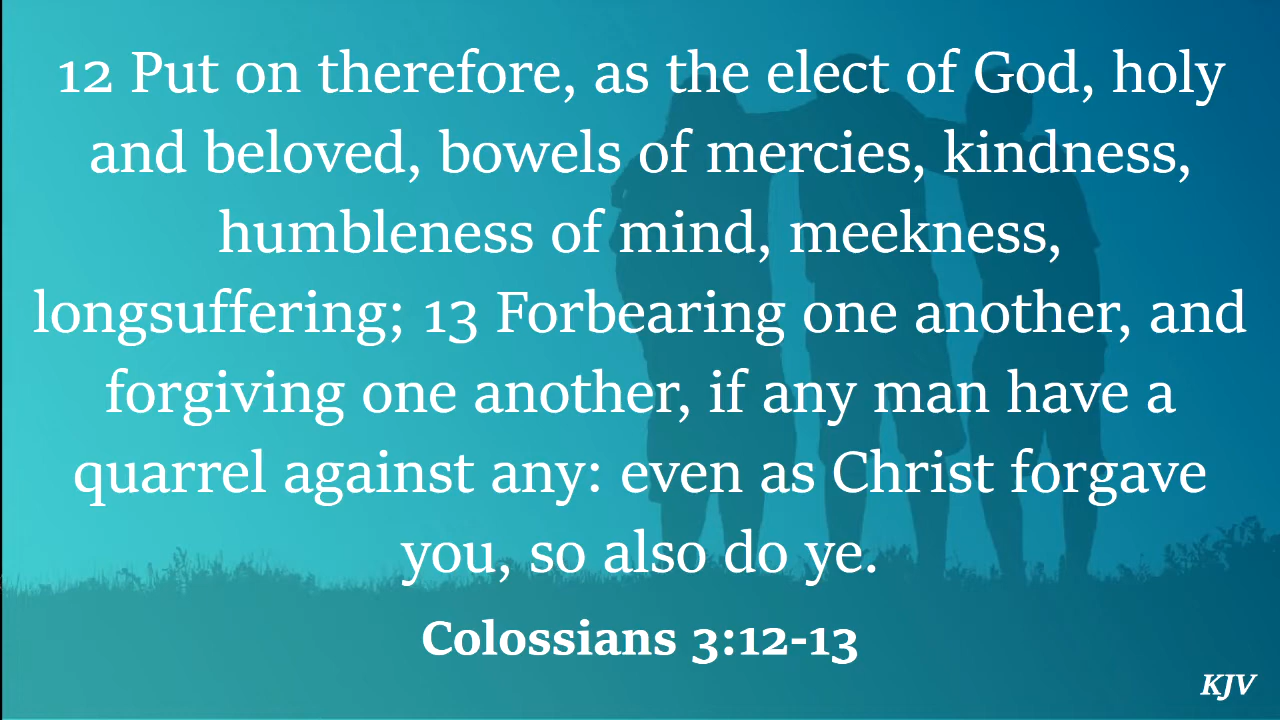 12 Put on therefore, as the elect of God, holy
and beloved, bowels of mercies, kindness,
humbleness of mind, meekness,
longsuffering; 13 Forbearing one another, and
forgiving one another, if any man have a
quarrel against any: even as Christ forgave
you, so also do ye.
Colossians 3:12-13
KJV